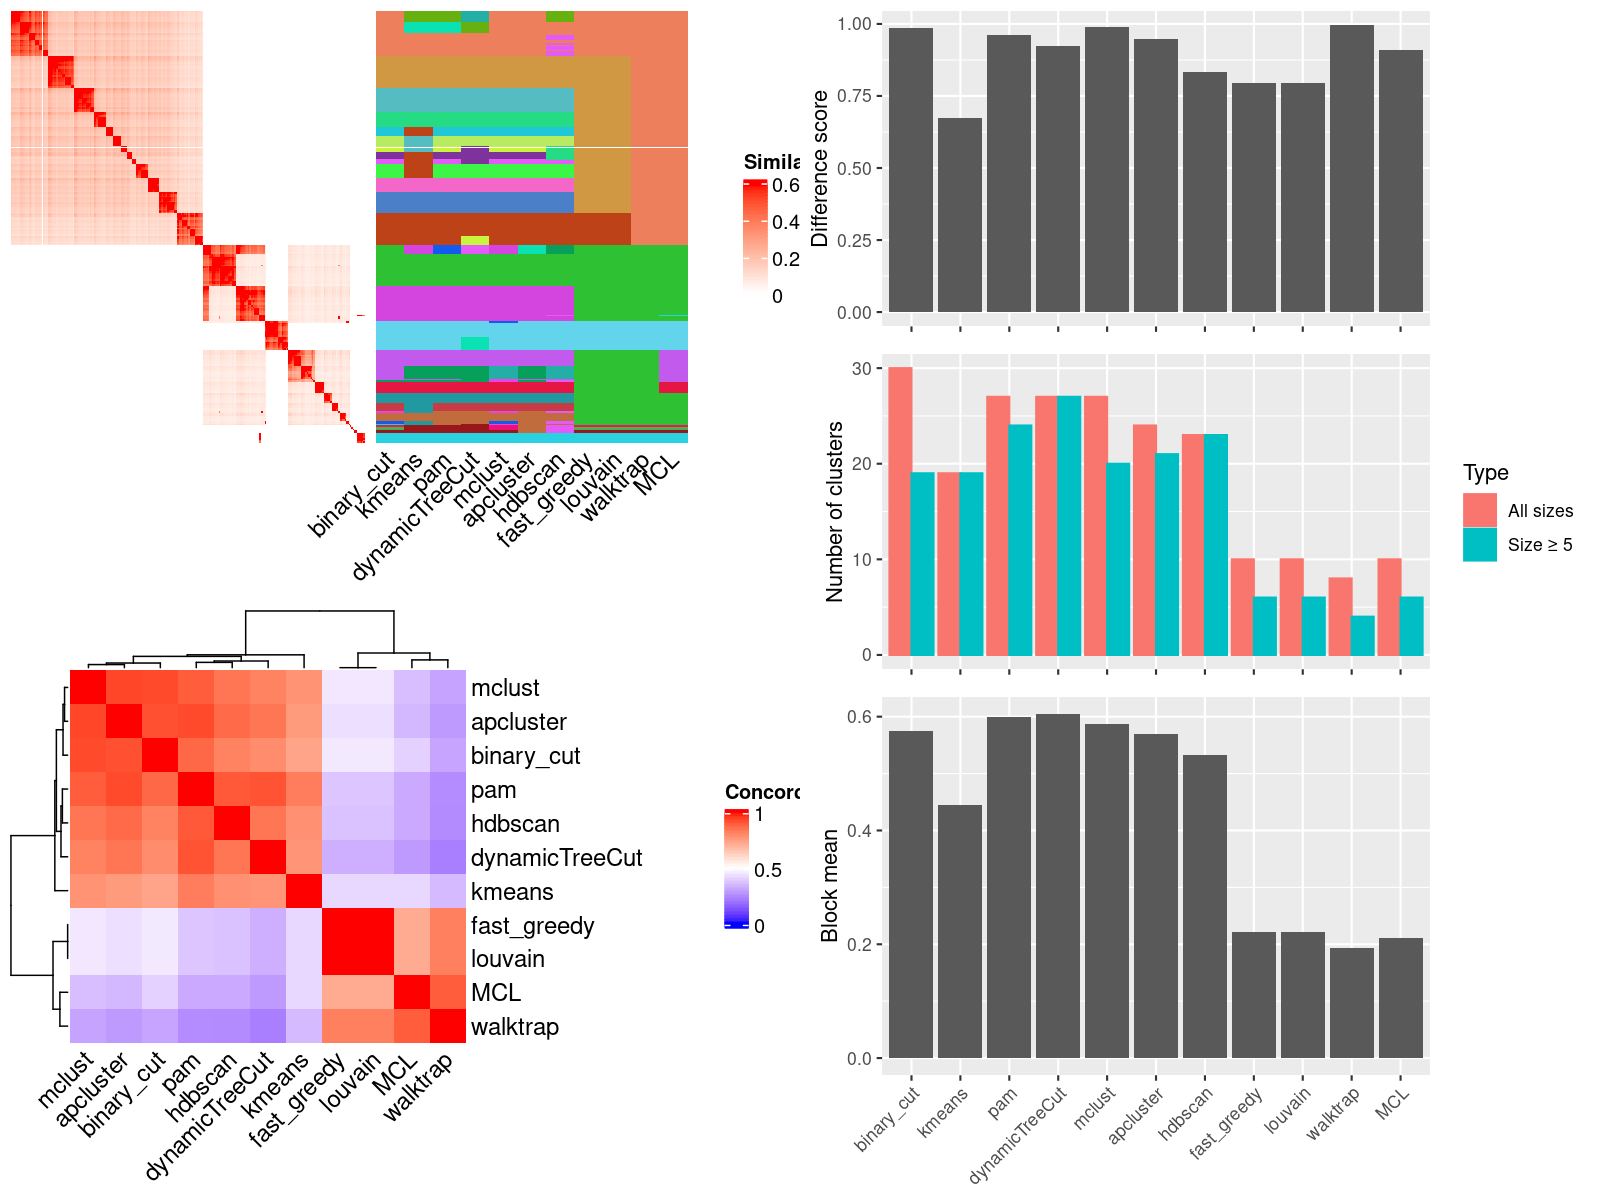 Simila
0.6
0.4
0.2
0
binary_cut
kmeans
pam
dynamicTreeCut
mclust
apcluster
hdbscan
fast_greedy
louvain
walktrap
MCL
mclust
apcluster
binary_cut
pam
hdbscan
dynamicTreeCut
kmeans
fast_greedy
louvain
MCL
walktrap
mclust
apcluster
binary_cut
pam
hdbscan
dynamicTreeCut
kmeans
fast_greedy
louvain
MCL
walktrap
Concord
1
0.5
0
Difference score
1.00
0.75
0.50
0.25
0.00
Number of clusters
30
20
10
0
Type
All sizes
Size ≥ 5
Block mean
0.6
0.4
0.2
0.0
binary_cut
kmeans
pam
dynamicTreeCut
mclust
apcluster
hdbscan
fast_greedy
louvain
walktrap
MCL